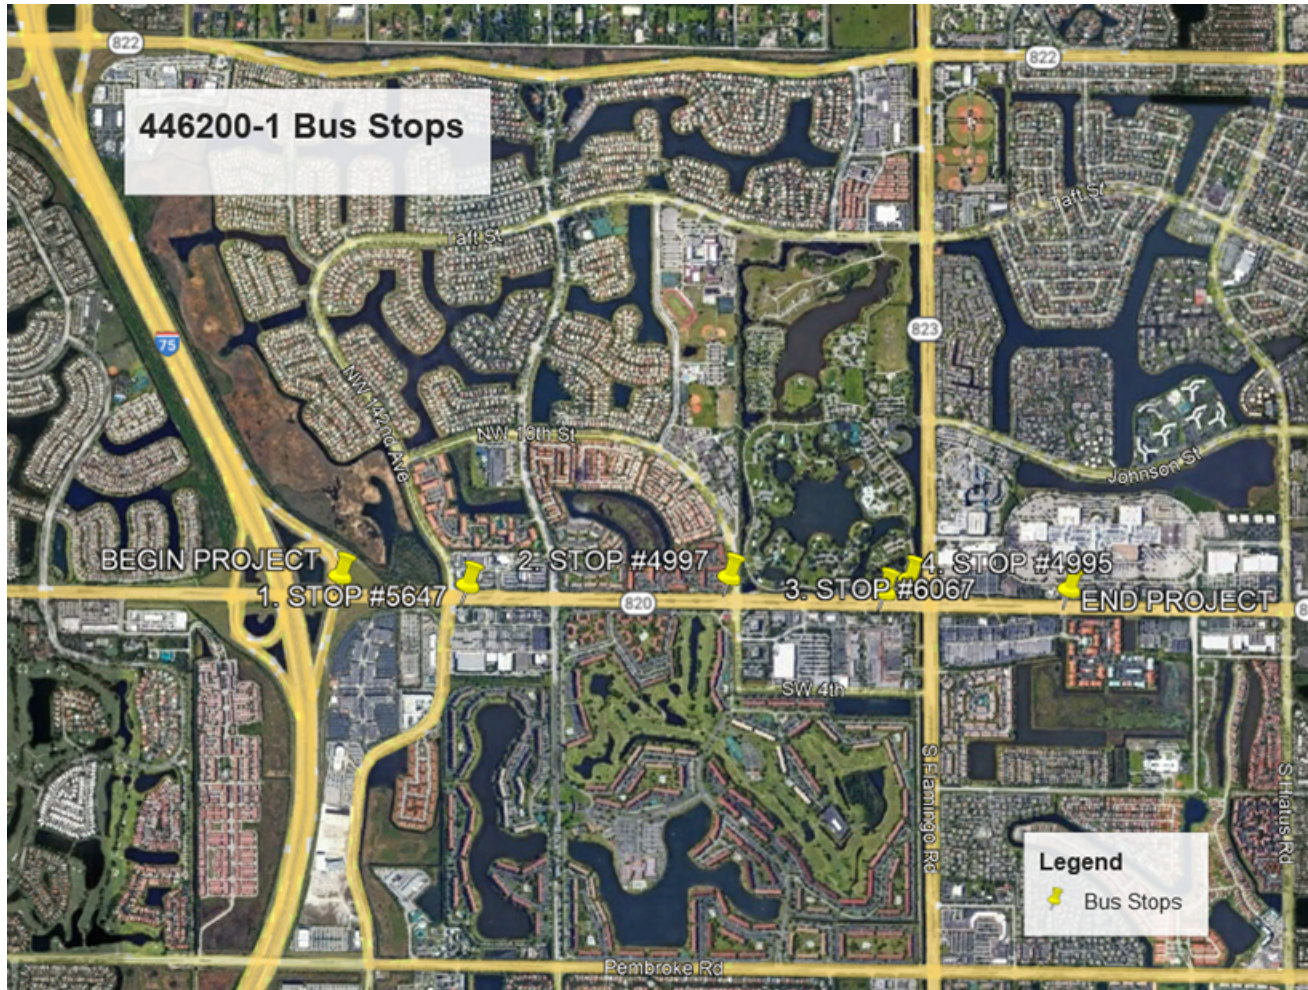 822
822
446200-1 Bus Stops
Taft St
Taft St
823
75
NW 142nd Ave
NW 10th St
Johnson St
BEGIN PROJECT
2. STOP #4997
4. STOP #4995
1. STOP #5647
3. STOP #6067
820
END PROJECT
SW 4th
S Flamingo Rd
S Hiatus Rd
Legend
Bus Stops
Pembroke Rd